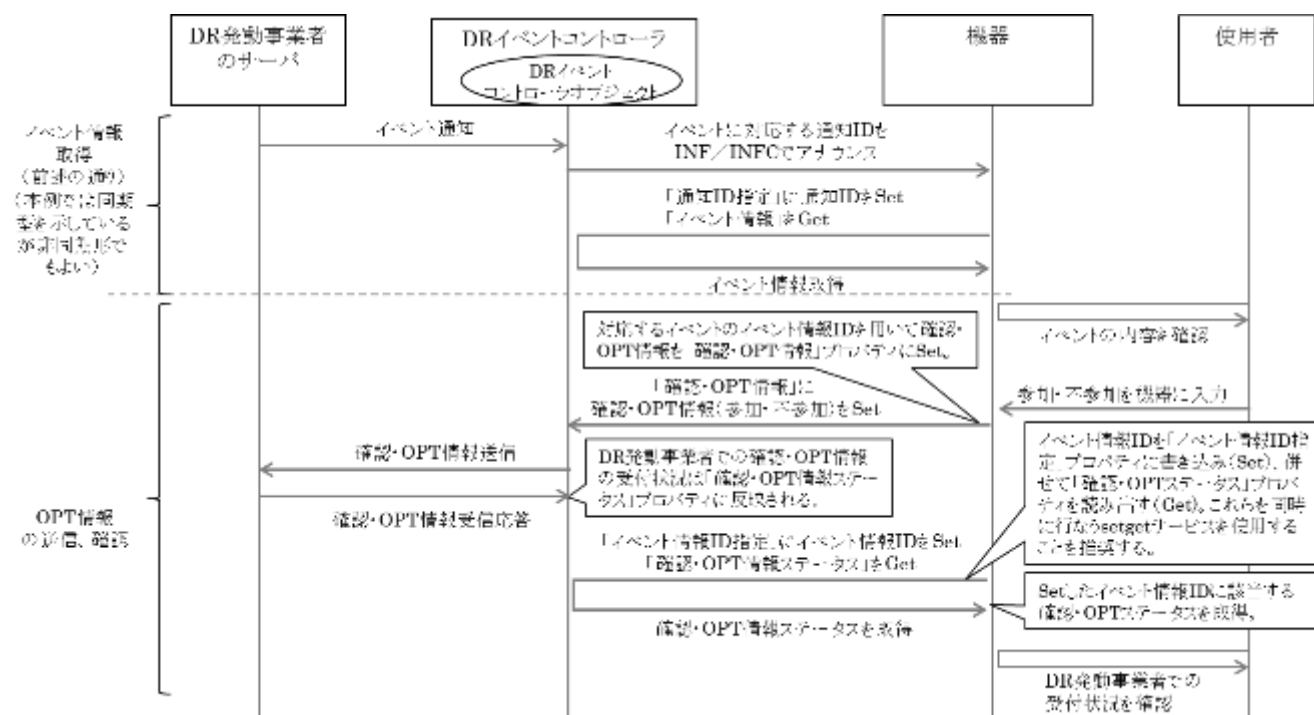 DR発動事業者
のサーバ
DRイベントコントローラ
DRイベント
コントローラオブジェクト
機器
使用者
イベント情報
取得
(前述の通り)
(本例では同期
型を示している
が非同期形で
もよい)
イベント通知
イベントに対応する通知IDを
INF/INFCでアナウンス
「通知ID指定」に通知IDをSet
「イベント情報」をGet
イベント情報取得
イベントの内容を確認
対応するイベントのイベント情報IDを用いて確認・
OPT情報を「確認・OPT情報」プロパティにSet。
「確認・OPT情報」に
確認・OPT情報(参加・不参加)をSet
参加・不参加を機器に入力
確認・OPT情報送信
DR発動事業者での確認・OPT情報
の受付状況は「確認・OPT情報ステー
タス」プロパティに反映される。
イベント情報IDを「イベント情報ID指
定」プロパティに書き込み(Set)、併
せて「確認・OPTステータス」プロパ
ティを読み出す(Get)。これらを同時
に行なうsetgetサービスを使用する
ことを推奨する。
確認・OPT情報受信応答
OPT情報
の送信、確認
「イベント情報ID指定」にイベント情報IDをSet
「確認・OPT情報ステータス」をGet
SetしたイベントI情報IDに該当する
確認・OPTステータスを取得。
確認・OPT情報ステータスを取得
DR発動事業者での
受付状況を確認